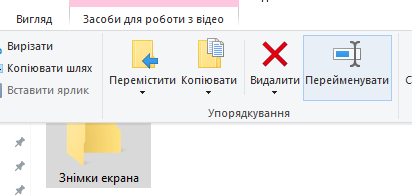 Вигляд Засоби для роботи з відео
Вирізати
Копіювати шлях
Вставити ярлик
Перемістити Копіювати Видалити Перейменувати
Упорядкування
Знімки екрана